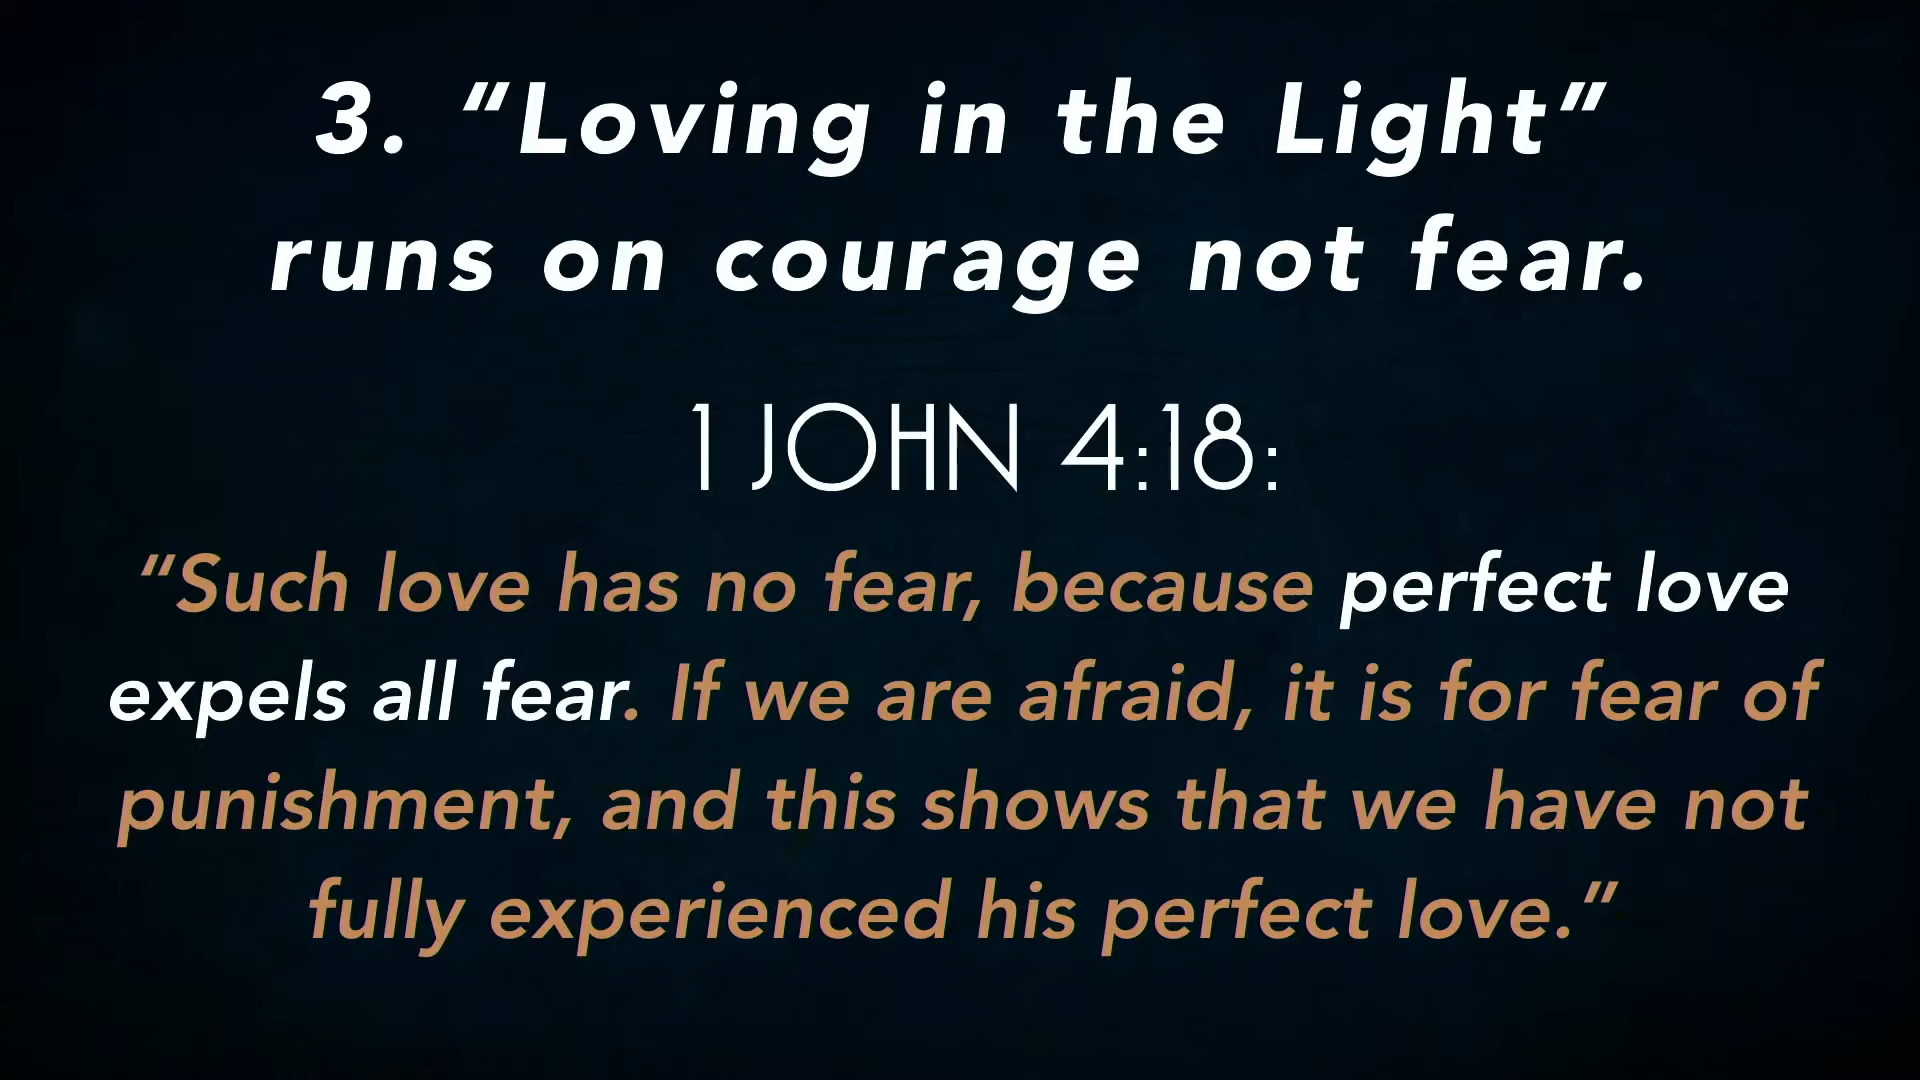 3. “Loving in the Light”
runs on courage not fear.
1 JOHN 4:18:
“Such love has no fear, because perfect love
expels all fear. If we are afraid, it is for fear of
punishment, and this shows that we have not
fully experienced his perfect love.”